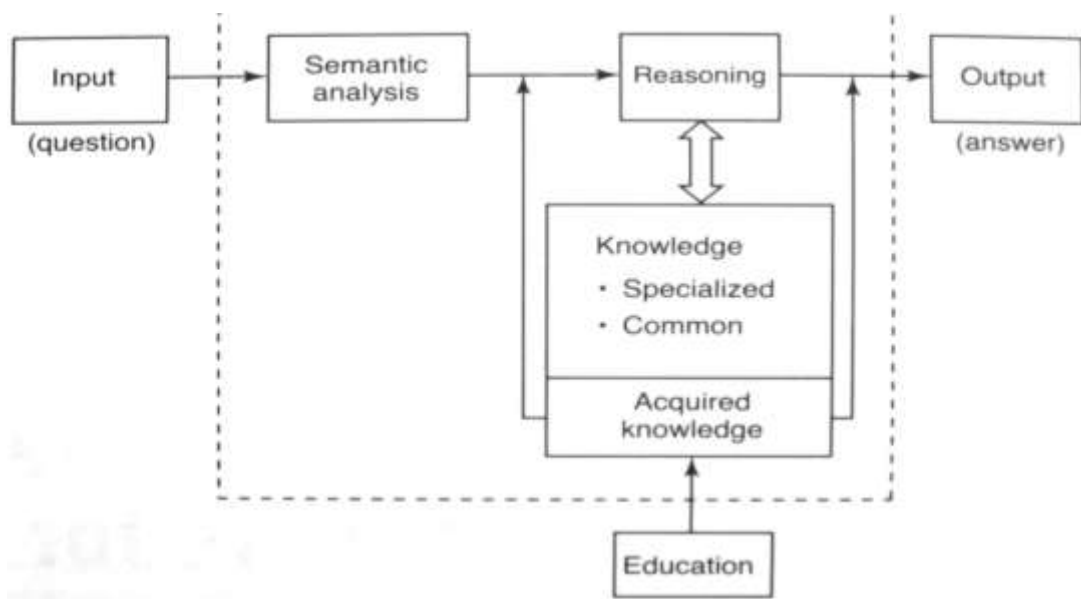 Input
(question)
Semantic
analysis
Reasoning
Output
(answer)
Knowledge
• Specialized
• Common
Acquired
knowledge
Education